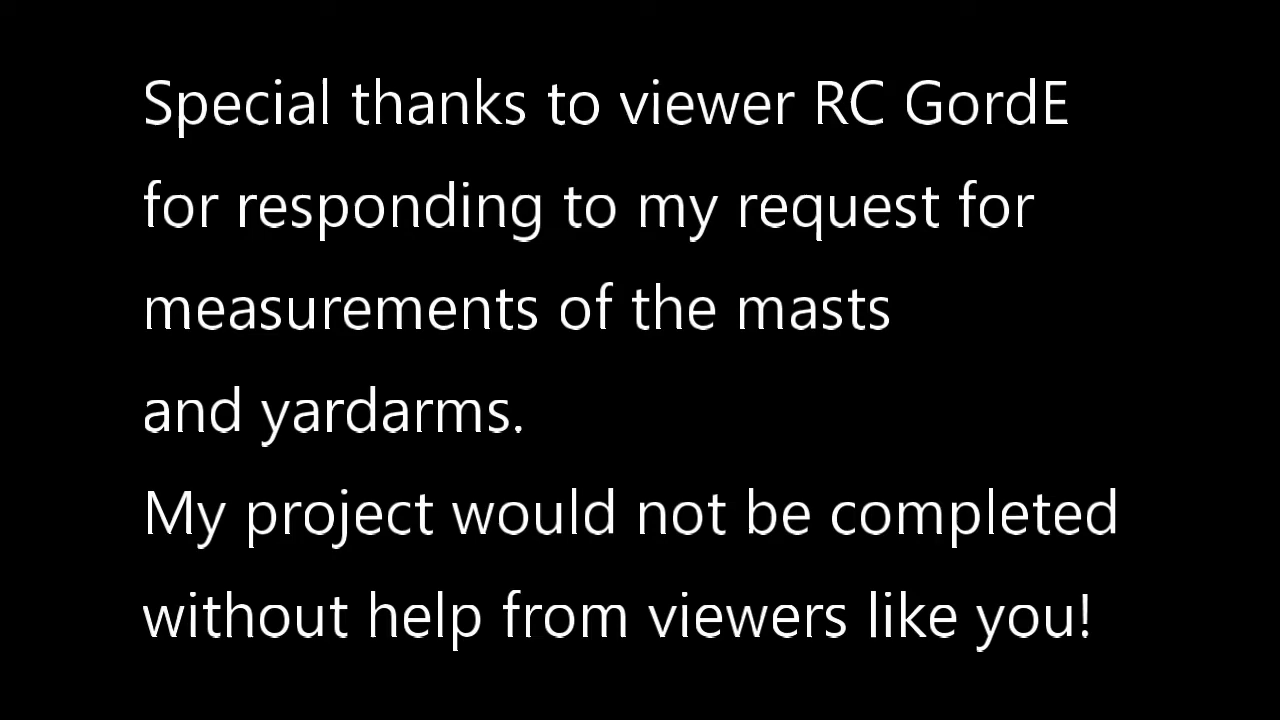 Special thanks to viewer RC GordE
for responding to my request for
measurements of the masts
and yardarms.
My project would not be completed
without help from viewers like you!